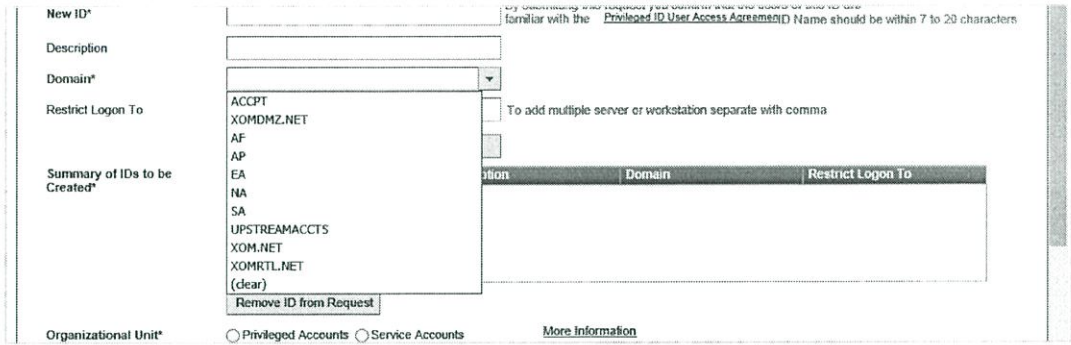 New ID*
By submitting this request you confirm that the users of this ID are
familiar with the Privileged ID User Access Agreement ID Name should be within 7 to 20 characters
Description
Domain*
Restrict Logon To
To add multiple server or workstation separate with comma
ACCPT
XOMDMZ.NET
AF
AP
EA
NA
SA
UPSTREAMACCTS
XOM.NET
XOMRTL.NET
(clear)
Summary of IDs to be
Created*
ption Domain Restrict Logon To
Remove ID from Request
Organizational Unit* Privileged Accounts Service Accounts More Information